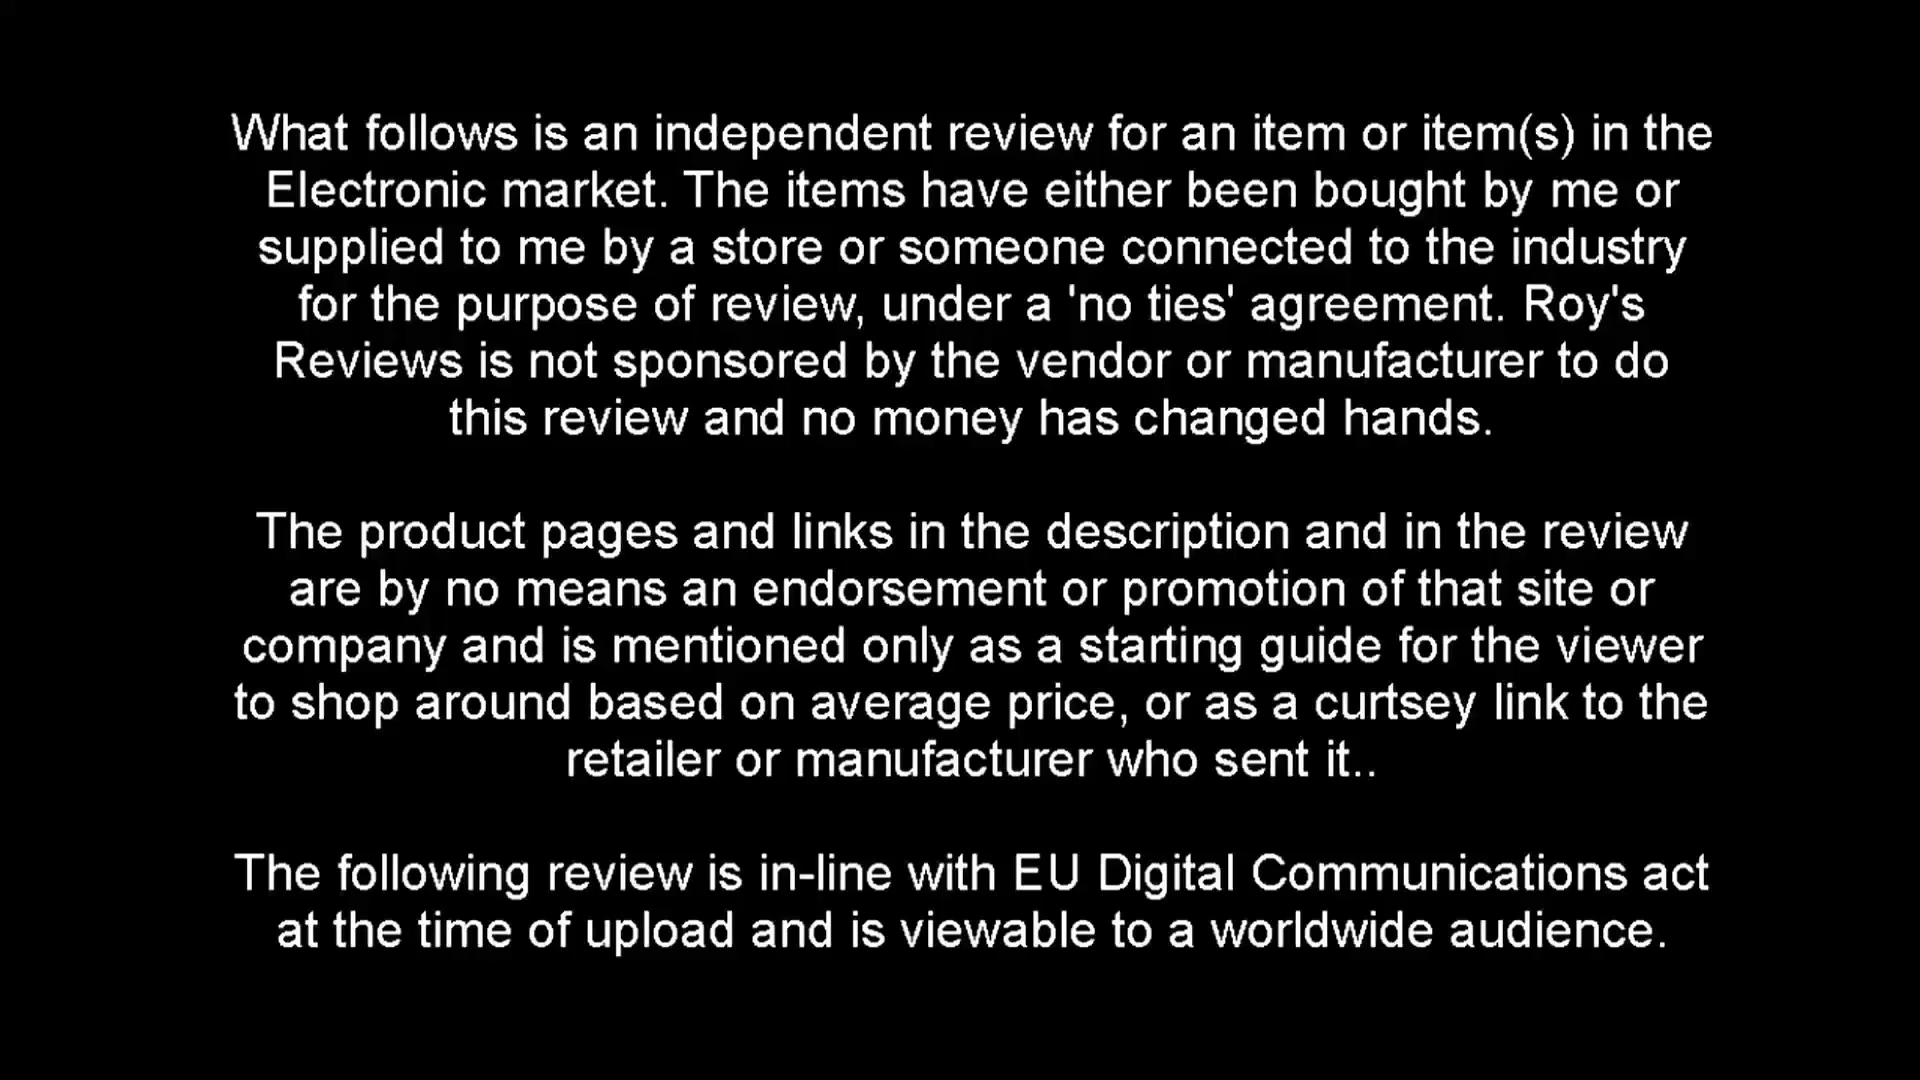 What follows is an independent review for an item or item(s) in the
Electronic market. The items have either been bought by me or
supplied to me by a store or someone connected to the industry
for the purpose of review, under a 'no ties' agreement. Roy's
Reviews is not sponsored by the vendor or manufacturer to do
this review and no money has changed hands.
The product pages and links in the description and in the review
are by no means an endorsement or promotion of that site or
company and is mentioned only as a starting guide for the viewer
to shop around based on average price, or as a curtsey link to the
retailer or manufacturer who sent it..
The following review is in-line with EU Digital Communications act
at the time of upload and is viewable to a worldwide audience.